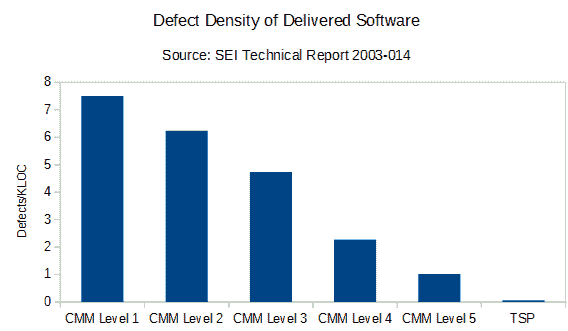 Defect Density of Delivered Software
Source: SEI Technical Report 2003-014
8
7
6
5
4
3
2
1
0
Defects/KLOC
CMM Level 1 CMM Level 2 CMM Level 3 CMM Level 4 CMM Level 5 TSP